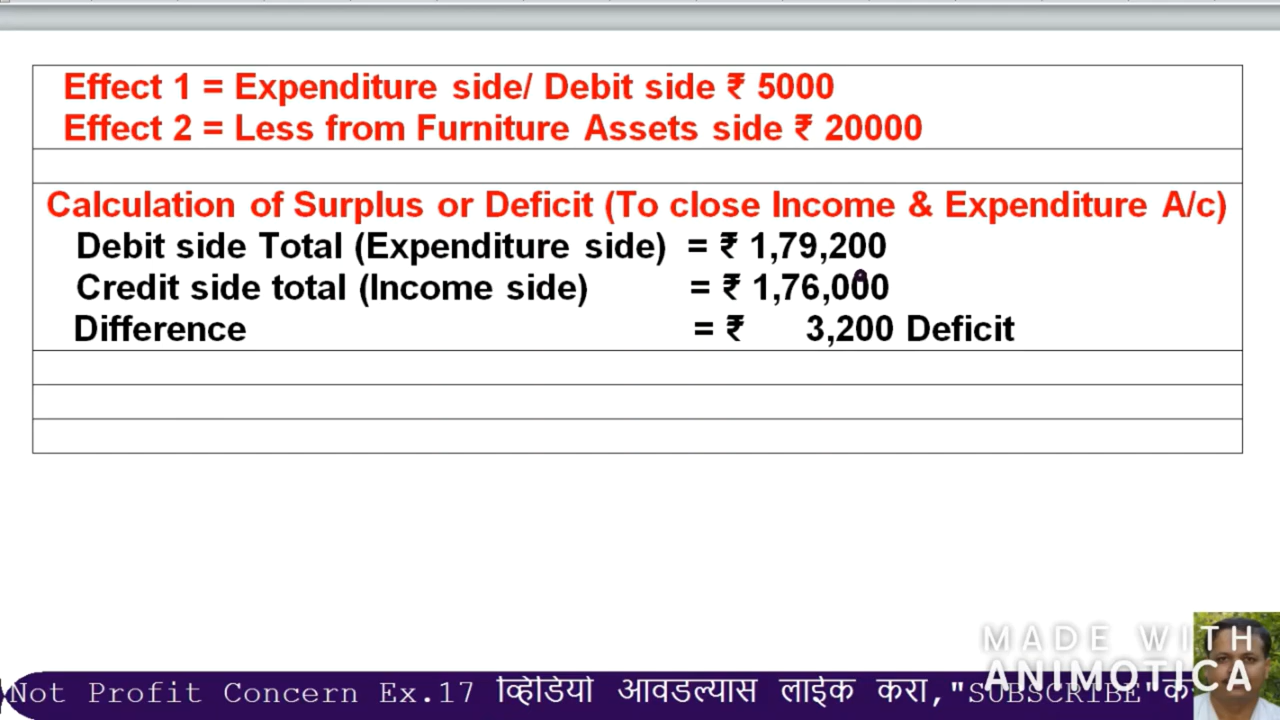 Effect 1 = Expenditure side/ Debit side ₹ 5000
Effect 2 = Less from Furniture Assets side ₹ 20000
Calculation of Surplus or Deficit (To close Income & Expenditure A/c)
Debit side Total (Expenditure side) = ₹ 1,79,200
Credit side total (Income side) = ₹ 1,76,000
Difference = ₹ 3,200 Deficit
MADE WITH
ANIMOTICA
Not Profit Concern Ex.17 व्हिडियो आवडल्यास लाईक करा,"SUBSCRIBE"